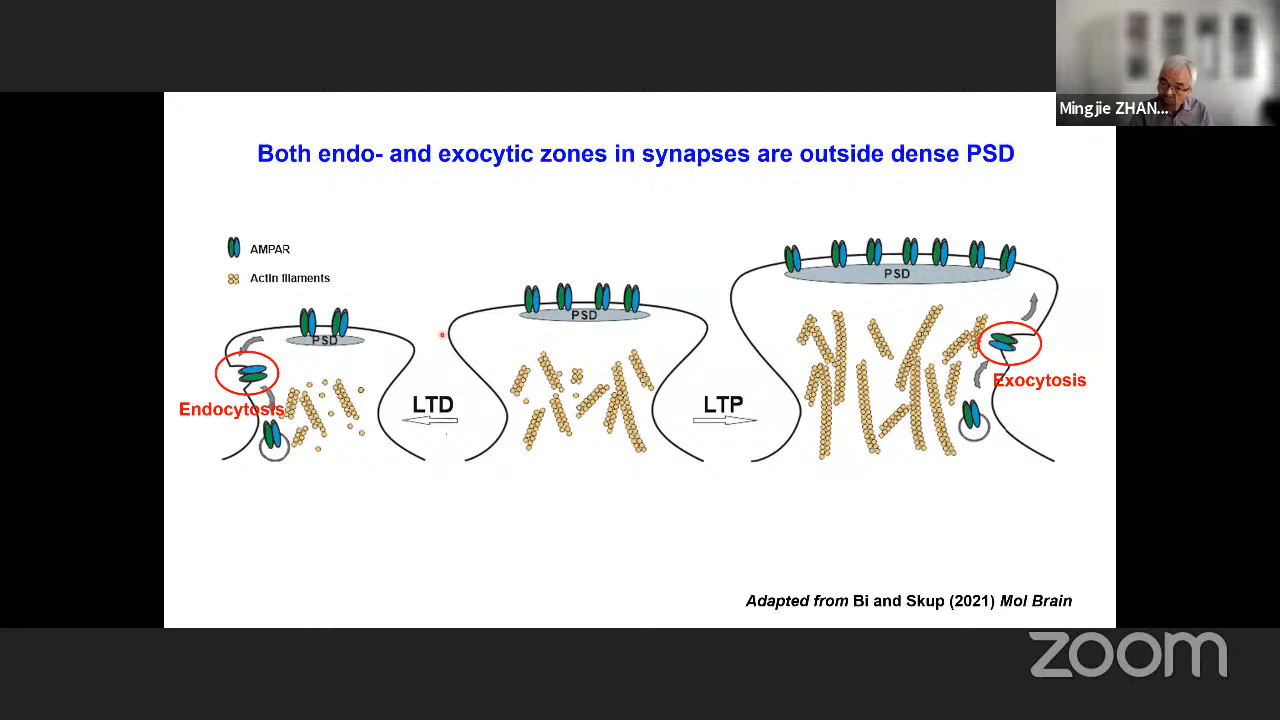 Mingjie ZHAN...
Both endo- and exocytic zones in synapses are outside dense PSD
AMPAR
Actin filaments
PSD
Endocytosis
LTD
PSD
LTP
PSD
Exocytosis
Adapted from Bi and Skup (2021) Mol Brain
zoom